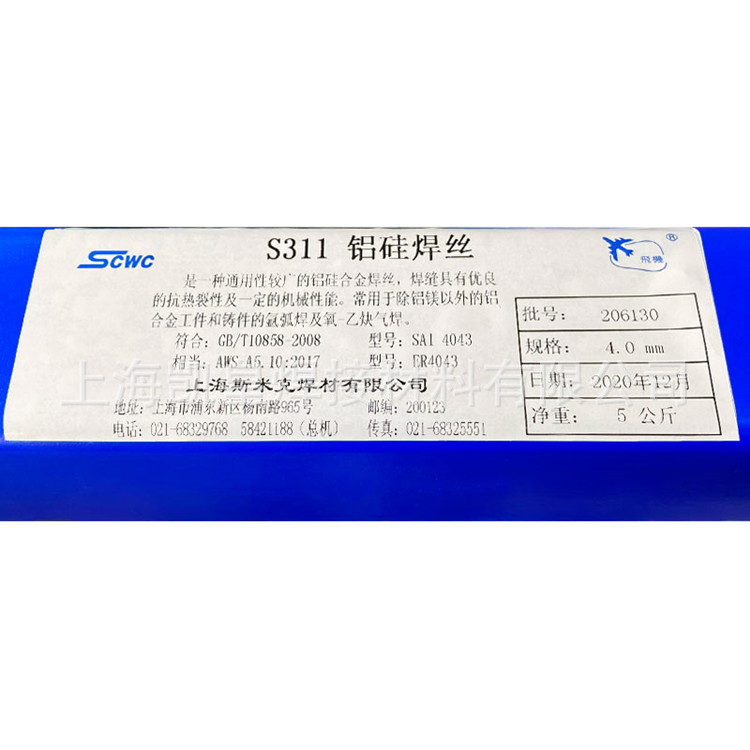 SCWC
S311 铝硅焊丝
飛機®
是一种通用性较广的铝硅合金焊丝，焊缝具有优良
的抗热裂性及一定的机械性能。常用于除铝镁以外的铝
合金工件和铸件的氩弧焊及氧-乙炔气焊。
符合：GB/T10858-2008 型号：SAI 4043
相当：AWS-A5.10:2017 型号：ER4043
上海斯米克焊材有限公司
地址：上海市浦东新区杨南路965号 邮编：200123
电话：021-68329768 58421188（总机） 传真：021-68325551
批号： 206130
规格： 4.0 mm
日期： 2020年12月
净重： 5 公斤